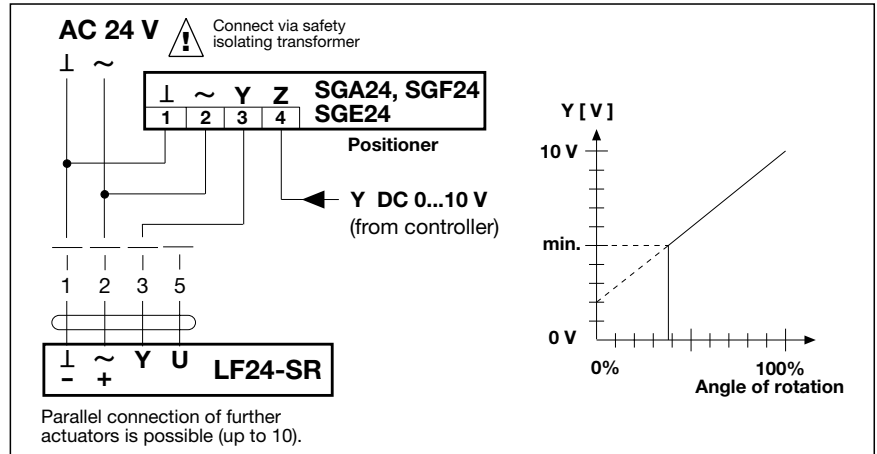 AC 24 V
Connect via safety
isolating transformer
⊥ ~
⊥ ~ Y Z
1 2 3 4
SGA24, SGF24
SGE24
Positioner
Y DC 0...10 V
(from controller)
1 2 3 5
⊥ ~ Y U
- +
LF24-SR
Parallel connection of further
actuators is possible (up to 10).
Y [ V ]
10 V
min.
0 V
0% 100%
Angle of rotation